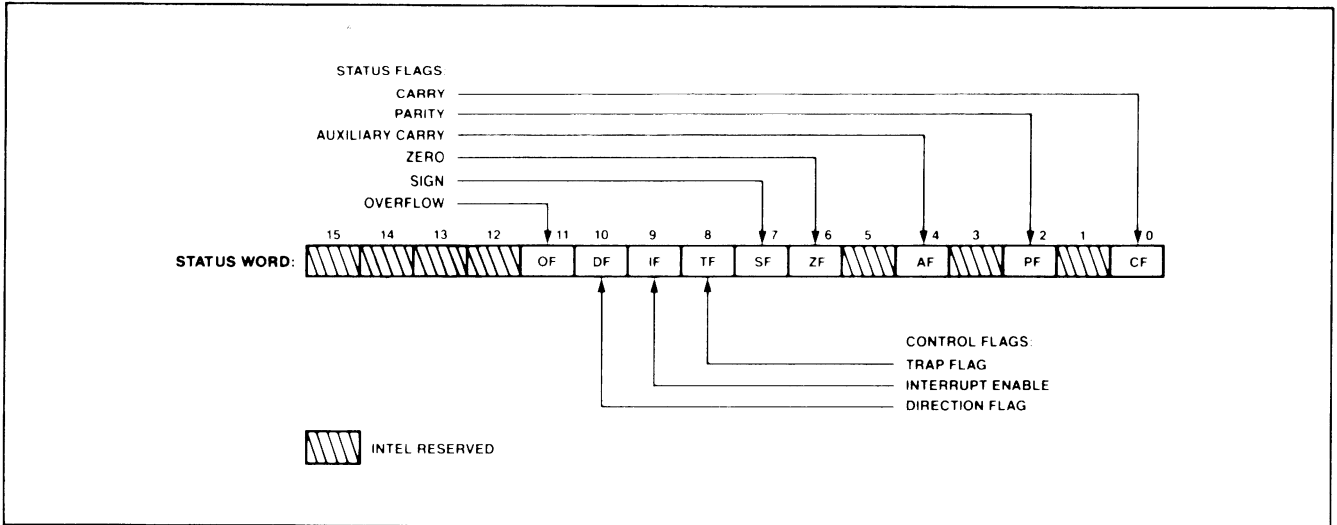 STATUS FLAGS:
CARRY
PARITY
AUXILIARY CARRY
ZERO
SIGN
OVERFLOW
15 14 13 12 11 10 9 8 7 6 5 4 3 2 1 0
STATUS WORD: OF DF IF TF SF ZF AF PF CF
CONTROL FLAGS:
TRAP FLAG
INTERRUPT ENABLE
DIRECTION FLAG
INTEL RESERVED